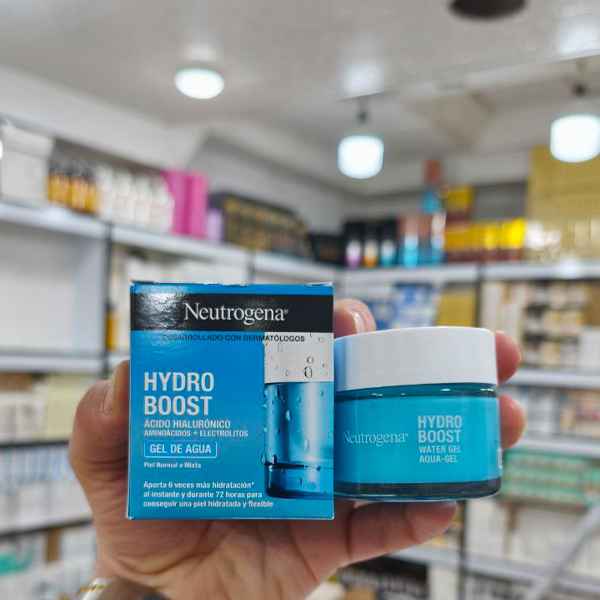 Neutrogena®
DESARROLLADO CON DERMATÓLOGOS
HYDRO
BOOST
ÁCIDO HIALURÓNICO
AMINOÁCIDOS + ELECTROLITOS
GEL DE AGUA
Piel Normal a Mixta
Aporta 6 veces más hidratación*
al instante y durante 72 horas para
conseguir una piel hidratada y flexible
Neutrogena®
HYDRO
BOOST
WATER GEL
AQUA-GEL